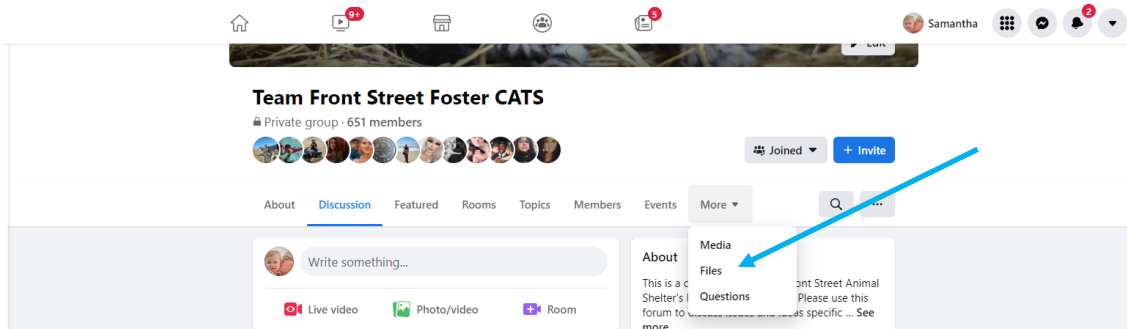 9+
5
Samantha
2
Edit
Team Front Street Foster CATS
Private group · 651 members
Joined
+ Invite
About Discussion Featured Rooms Topics Members Events More
Media
Files
Questions
Write something...
Live video Photo/video Room
About
This is a ont Street Animal
Shelter's Please use this
forum to discuss issues and ideas specific ... See
more